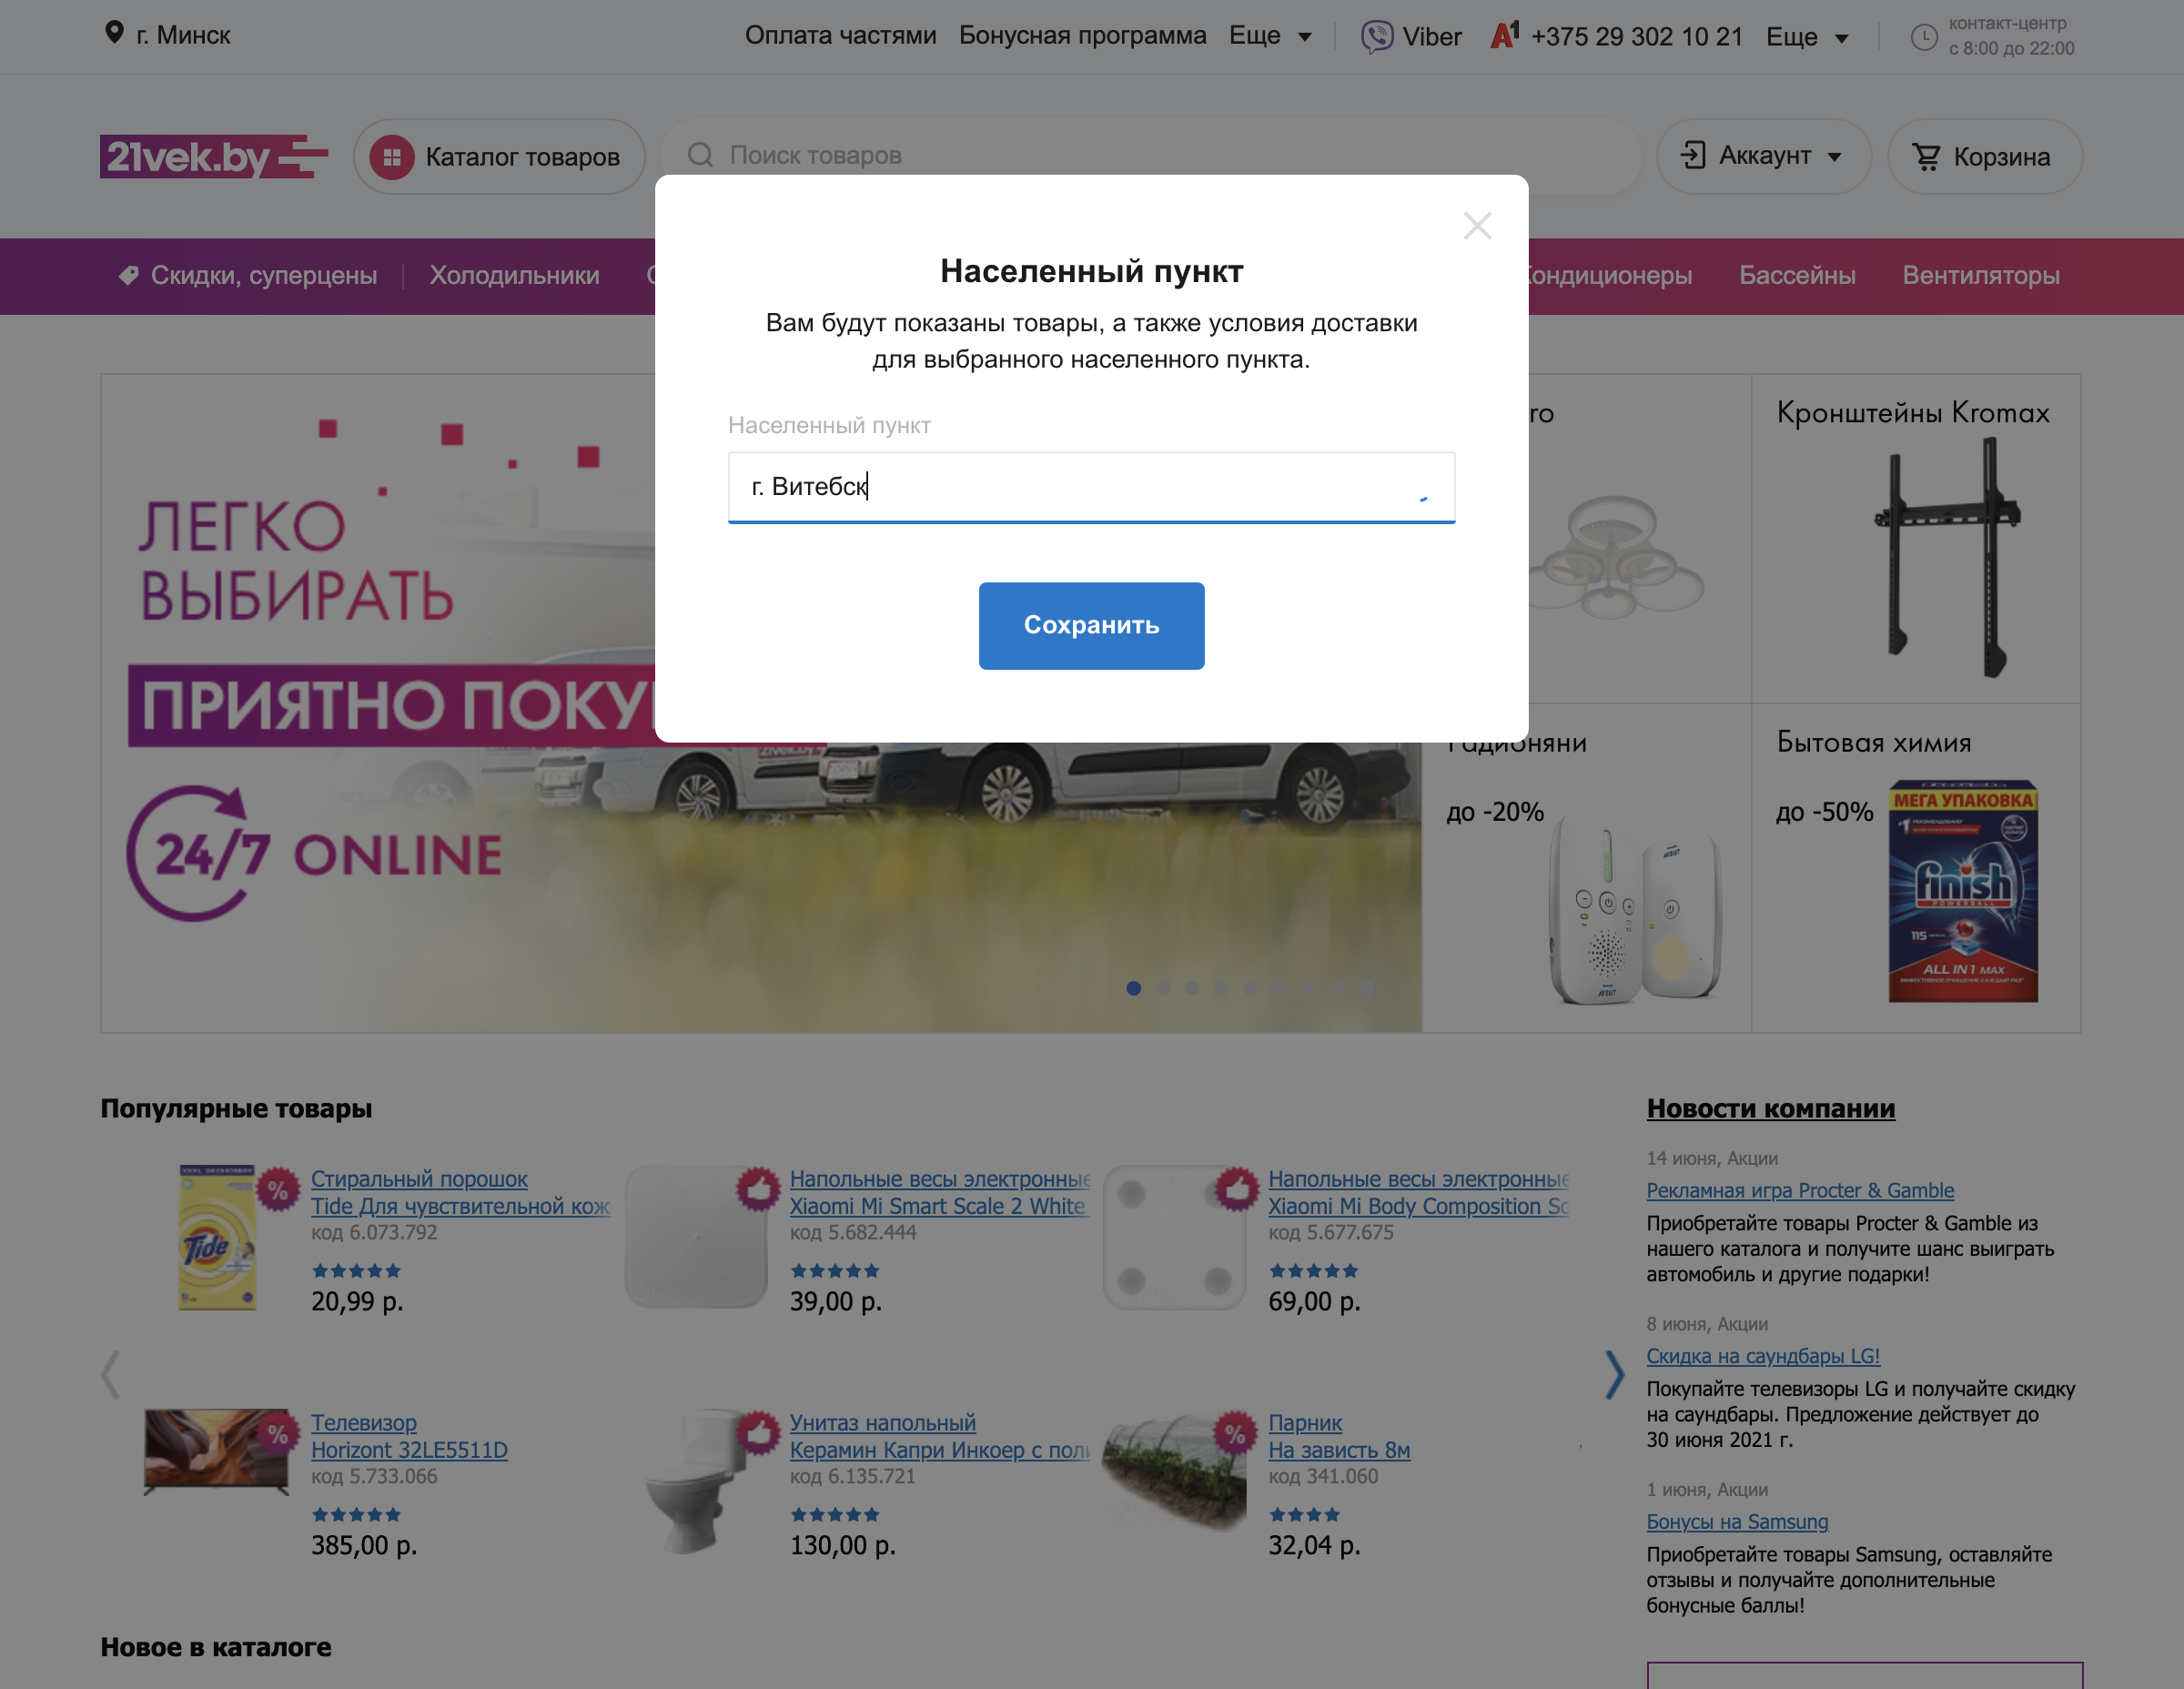 г. Минск
Оплата частями
Бонусная программа
Еще
Viber
A1
+375 29 302 10 21
Еще
контакт-центр
с 8:00 до 22:00
21vek.by
Каталог товаров
Поиск товаров
Аккаунт
Корзина
Скидки, суперцены
Холодильники
Бассейны
Вентиляторы
Населенный пункт
Вам будут показаны товары, а также условия доставки
для выбранного населенного пункта.
Населенный пункт
г. Витебск
Сохранить
ЛЕГКО
ВЫБИРАТЬ
ПРИЯТНО
24/7 ONLINE
Кронштейны Kromax
до -20%
AVENT
AVENT
Бытовая химия
до -50%
МЕГА УПАКОВКА
finish
POWERBALL
115
ALL IN 1 MAX
Популярные товары
%
Tide
Стиральный порошок
Tide Для чувствительной кож
код 6.073.792
20,99 р.
Напольные весы электронные
Xiaomi Mi Smart Scale 2 White
код 5.682.444
39,00 р.
Напольные весы электронные
Xiaomi Mi Body Composition Sc
код 5.677.675
69,00 р.
%
Телевизор
Horizont 32LE5511D
код 5.733.066
385,00 р.
Унитаз напольный
Керамин Капри Инкоер с поли
код 6.135.721
130,00 р.
%
Парник
На зависть 8м
код 341.060
32,04 р.
Новости компании
14 июня, Акции
Рекламная игра Procter & Gamble
Приобретайте товары Procter & Gamble из
нашего каталога и получите шанс выиграть
автомобиль и другие подарки!
8 июня, Акции
Скидка на саундбары LG!
Покупайте телевизоры LG и получайте скидку
на саундбары. Предложение действует до
30 июня 2021 г.
1 июня, Акции
Бонусы на Samsung
Приобретайте товары Samsung, оставляйте
отзывы и получайте дополнительные
бонусные баллы!
Новое в каталоге